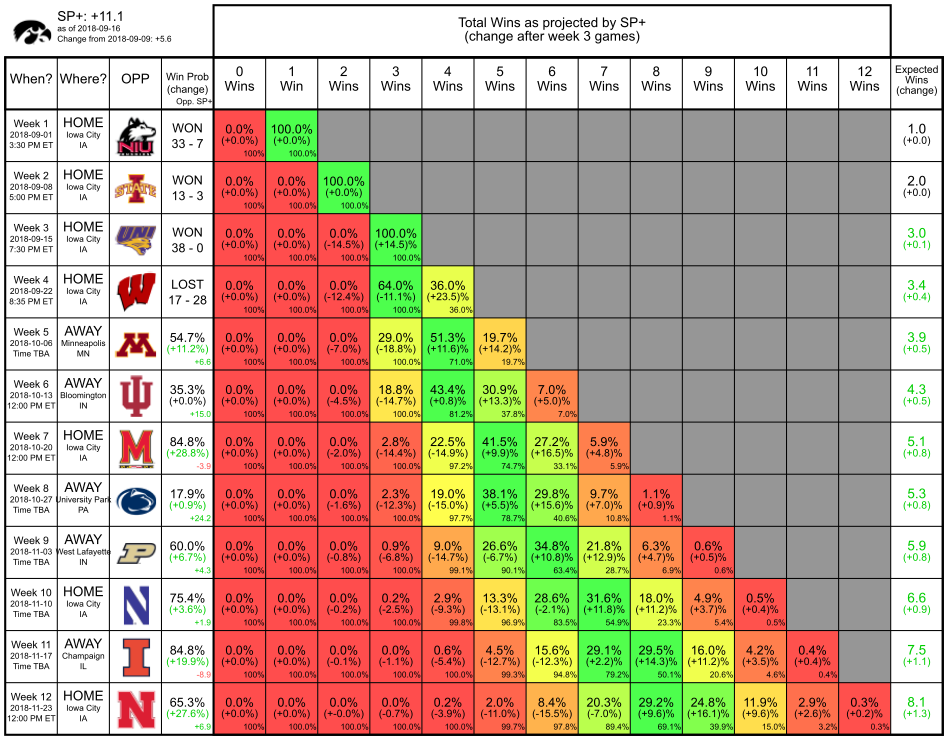 SP+: +11.1
as of 2018-09-16
Change from 2018-09-09: +5.6
Total Wins as projected by SP+
(change after week 3 games)
When? Where? OPP Win Prob (change) Opp. SP+ 0 Wins 1 Win 2 Wins 3 Wins 4 Wins 5 Wins 6 Wins 7 Wins 8 Wins 9 Wins 10 Wins 11 Wins 12 Wins Expected Wins (change)
Week 1 HOME WON 0.0% 100.0% 1.0
2018-09-01 Iowa City NIU 33 - 7 (+0.0%) (+0.0%) (+0.0)
3:30 PM ET IA HUSKIES 100% 100.0%
Week 2 HOME WON 0.0% 0.0% 100.0% 2.0
2018-09-08 Iowa City STATE 13 - 3 (+0.0%) (+0.0%) (+0.0%) (+0.0)
5:00 PM ET IA 100% 100.0% 100.0%
Week 3 HOME WON 0.0% 0.0% 0.0% 100.0% 3.0
2018-09-15 Iowa City UNI 38 - 0 (+0.0%) (+0.0%) (-14.5%) (+14.5)% (+0.1)
7:30 PM ET IA 100% 100.0% 100.0% 100.0%
Week 4 HOME LOST 0.0% 0.0% 0.0% 64.0% 36.0% 3.4
2018-09-22 Iowa City W 17 - 28 (+0.0%) (+0.0%) (-12.4%) (-11.1%) (+23.5)% (+0.4)
8:35 PM ET IA 100% 100.0% 100.0% 100.0% 36.0%
Week 5 AWAY 54.7% 0.0% 0.0% 0.0% 29.0% 51.3% 19.7% 3.9
2018-10-06 Minneapolis M (+11.2%) (+0.0%) (+0.0%) (-7.0%) (-18.8%) (+11.6)% (+14.2)% (+0.5)
Time TBA MN +6.6 100% 100.0% 100.0% 100.0% 71.0% 19.7%
Week 6 AWAY 35.3% 0.0% 0.0% 0.0% 18.8% 43.4% 30.9% 7.0% 4.3
2018-10-13 Bloomington (+0.0%) (+0.0%) (+0.0%) (-4.5%) (-14.7%) (+0.8)% (+13.3)% (+5.0)% (+0.5)
12:00 PM ET IN +15.0 100% 100.0% 100.0% 100.0% 81.2% 37.8% 7.0%
Week 7 HOME 84.8% 0.0% 0.0% 0.0% 2.8% 22.5% 41.5% 27.2% 5.9% 5.1
2018-10-20 Iowa City M (+28.8%) (+0.0%) (+0.0%) (-2.0%) (-14.4%) (-14.9%) (+9.9)% (+16.5)% (+4.8)% (+0.8)
12:00 PM ET IA -3.9 100% 100.0% 100.0% 100.0% 97.2% 74.7% 33.1% 5.9%
Week 8 AWAY 17.9% 0.0% 0.0% 0.0% 2.3% 19.0% 38.1% 29.8% 9.7% 1.1% 5.3
2018-10-27 University Park (+0.9%) (+0.0%) (+0.0%) (-1.6%) (-12.3%) (-15.0%) (+5.5)% (+15.6)% (+7.0)% (+0.9)% (+0.8)
Time TBA PA +24.2 100% 100.0% 100.0% 100.0% 97.7% 78.7% 40.6% 10.8% 1.1%
Week 9 AWAY 60.0% 0.0% 0.0% 0.0% 0.9% 9.0% 26.6% 34.8% 21.8% 6.3% 0.6% 5.9
2018-11-03 West Lafayette P (+6.7%) (+0.0%) (+0.0%) (-0.8%) (-6.8%) (-14.7%) (-6.7%) (+10.8)% (+12.9)% (+4.7)% (+0.5)% (+0.8)
Time TBA IN +4.3 100% 100.0% 100.0% 100.0% 99.1% 90.1% 63.4% 28.7% 6.9% 0.6%
Week 10 HOME 75.4% 0.0% 0.0% 0.0% 0.2% 2.9% 13.3% 28.6% 31.6% 18.0% 4.9% 0.5% 6.6
2018-11-10 Iowa City N (+3.6%) (+0.0%) (+0.0%) (-0.2%) (-2.5%) (-9.3%) (-13.1%) (-2.1%) (+11.8)% (+11.2)% (+3.7)% (+0.4)% (+0.9)
Time TBA IA +1.9 100% 100.0% 100.0% 100.0% 99.8% 96.9% 83.5% 54.9% 23.3% 5.4% 0.5%
Week 11 AWAY 84.8% 0.0% 0.0% 0.0% 0.0% 0.6% 4.5% 15.6% 29.1% 29.5% 16.0% 4.2% 0.4% 7.5
2018-11-17 Champaign I (+19.9%) (+0.0%) (+0.0%) (-0.1%) (-1.1%) (-5.4%) (-12.7%) (-12.3%) (+2.2)% (+14.3)% (+11.2)% (+3.5)% (+0.4)% (+1.1)
Time TBA IL -8.9 100% 100.0% 100.0% 100.0% 100.0% 99.3% 94.8% 79.2% 50.1% 20.6% 4.6% 0.4%
Week 12 HOME 65.3% 0.0% 0.0% 0.0% 0.0% 0.2% 2.0% 8.4% 20.3% 29.2% 24.8% 11.9% 2.9% 0.3% 8.1
2018-11-23 Iowa City N (+27.6%) (+0.0%) (+0.0%) (+0.0%) (-0.7%) (-3.9%) (-11.0%) (-15.5%) (-7.0%) (+9.6)% (+16.1)% (+9.6)% (+2.6)% (+0.2)% (+1.3)
12:00 PM ET IA +6.9 100% 100.0% 100.0% 100.0% 100.0% 99.7% 97.8% 89.4% 69.1% 39.9% 15.0% 3.2% 0.3%